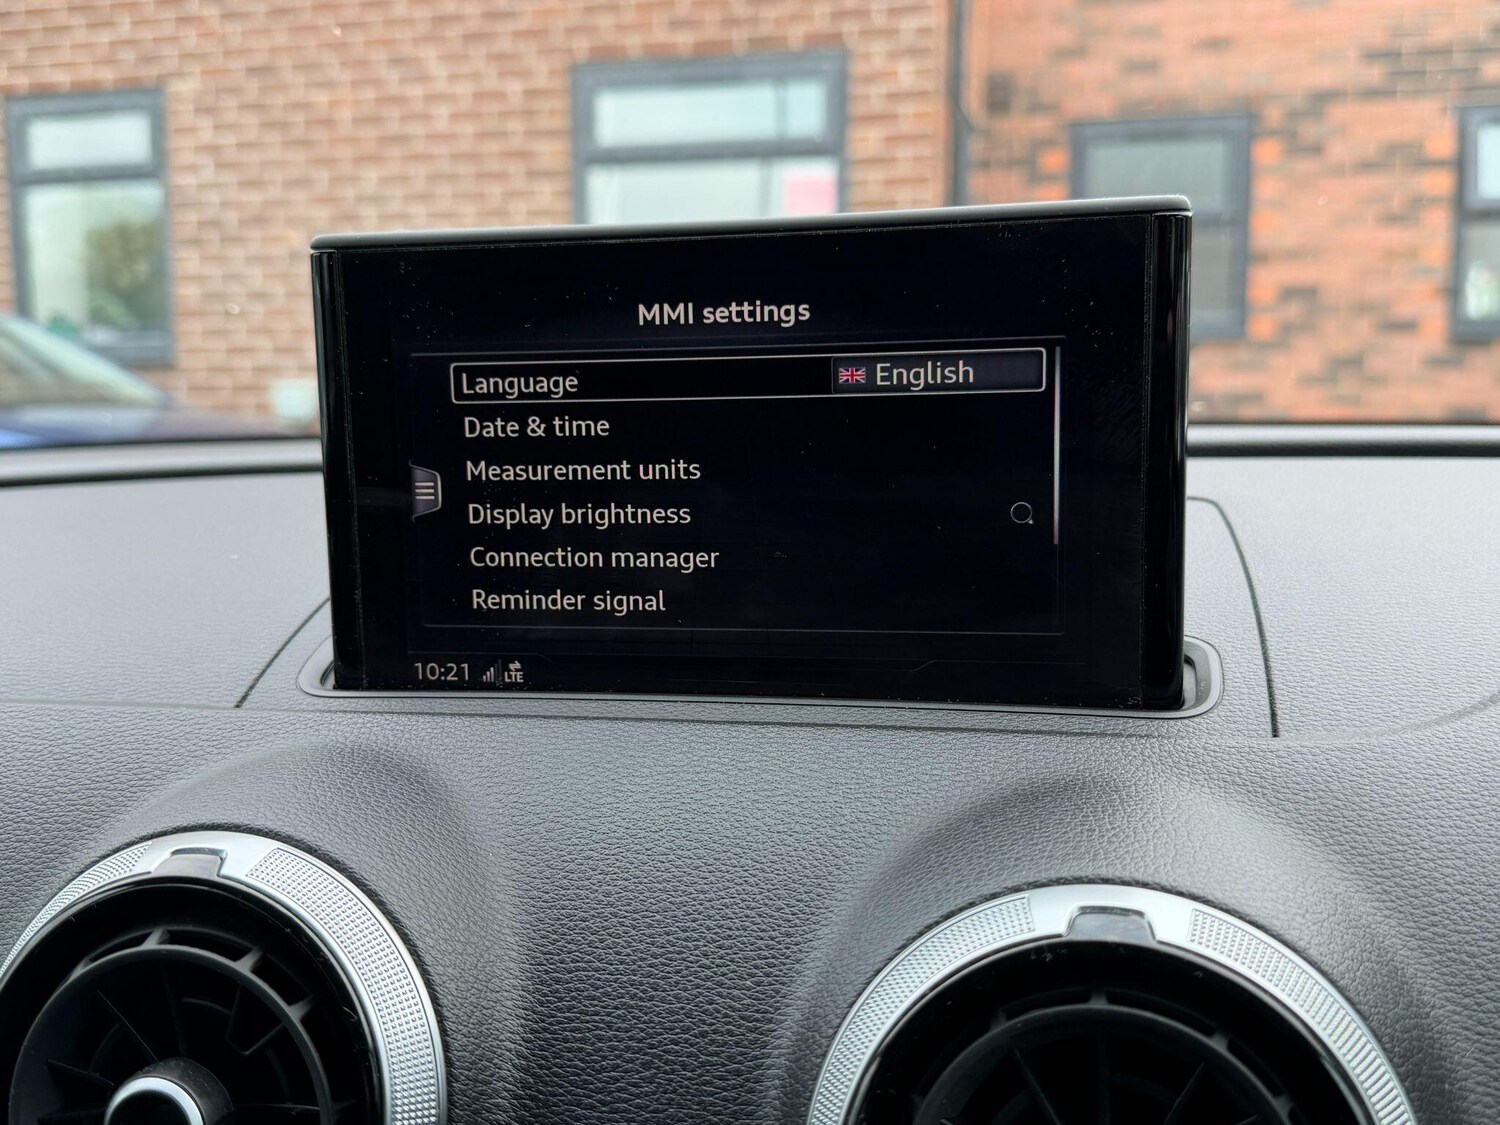 MMI settings
Language English
Date & time
Measurement units
Display brightness
Connection manager
Reminder signal
10:21 LTE